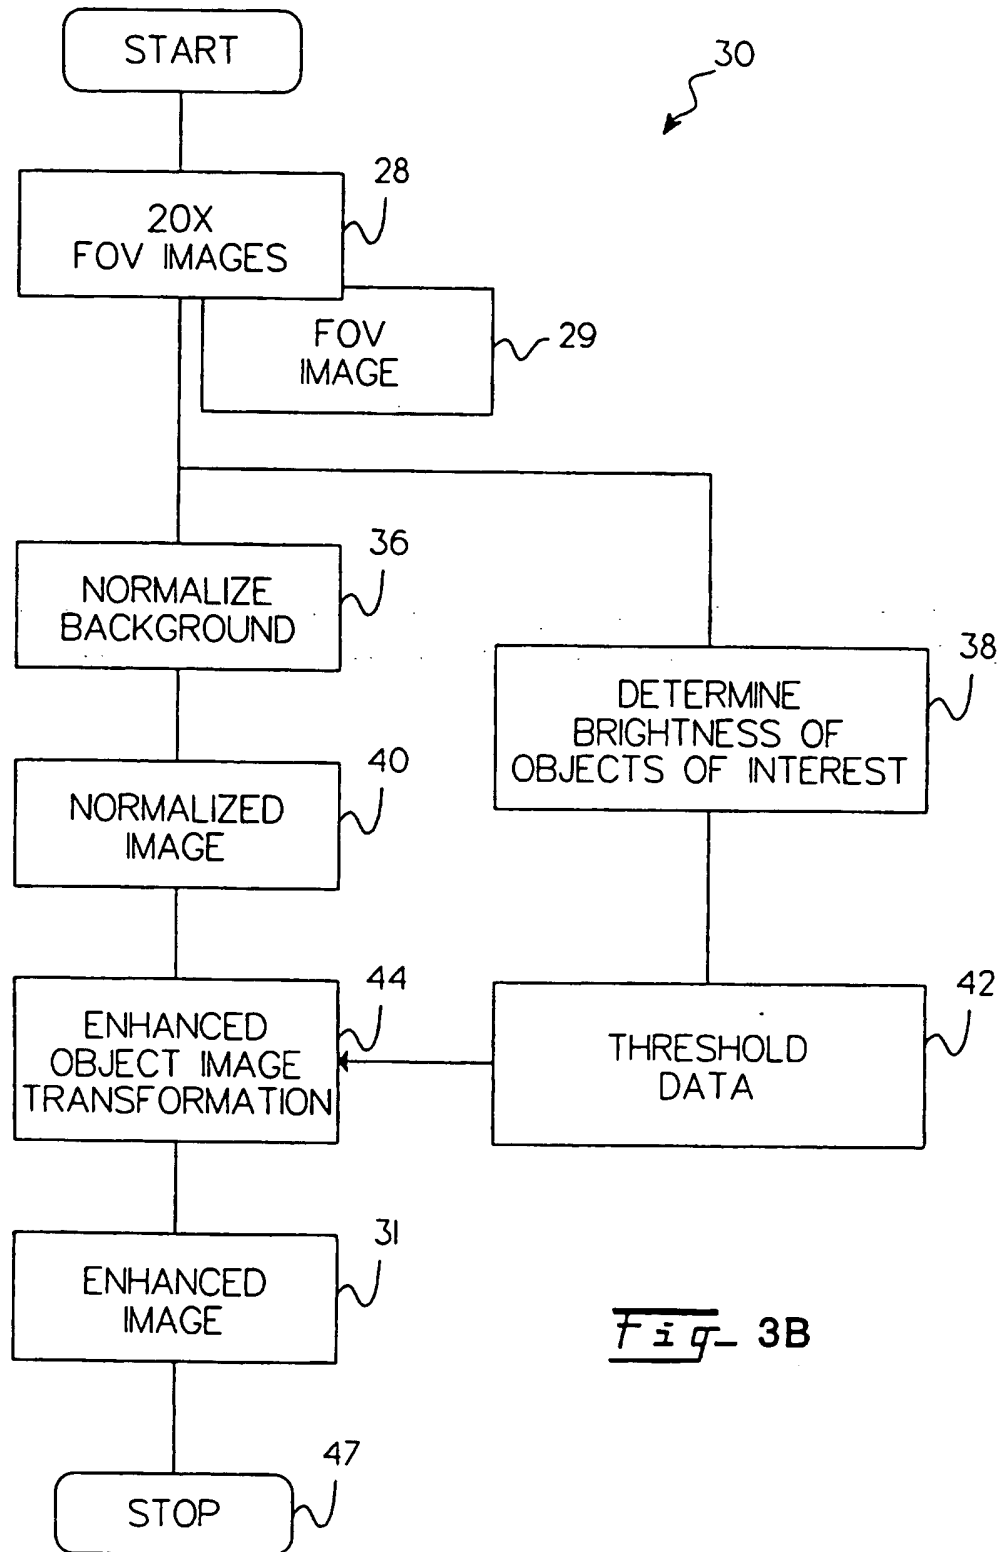 START
30
28
20X
FOV IMAGES
FOV
IMAGE
29
36
NORMALIZE
BACKGROUND
38
DETERMINE
BRIGHTNESS OF
OBJECTS OF INTEREST
40
NORMALIZED
IMAGE
44
ENHANCED
OBJECT IMAGE
TRANSFORMATION
42
THRESHOLD
DATA
31
ENHANCED
IMAGE
Fig_ 3B
47
STOP